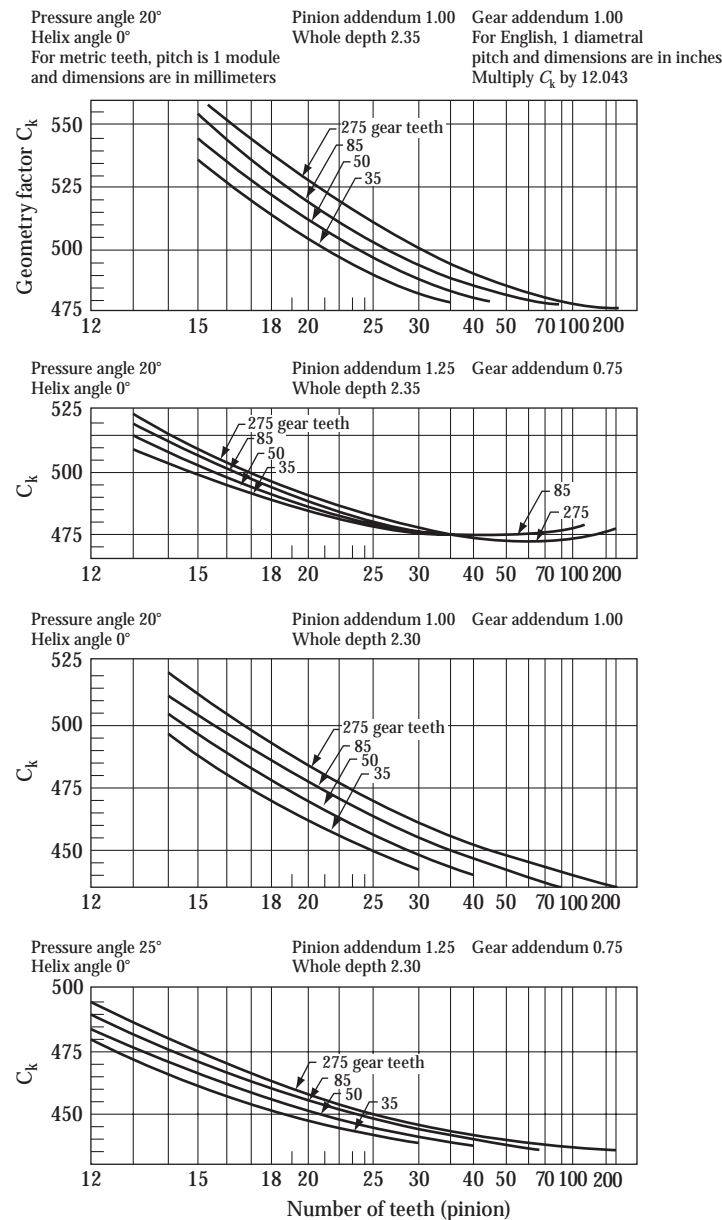 Pressure angle 20° Pinion addendum 1.00 Gear addendum 1.00
Helix angle 0° Whole depth 2.35 For English, 1 diametral
For metric teeth, pitch is 1 module pitch and dimensions are in inches
and dimensions are in millimeters Multiply Ck by 12.043
Geometry factor Ck
550
525
500
475
275 gear teeth
85
50
35
12 15 18 20 25 30 40 50 70 100 200
Pressure angle 20° Pinion addendum 1.25 Gear addendum 0.75
Helix angle 0° Whole depth 2.35
Ck
525
500
475
275 gear teeth
85
50
35
85
275
12 15 18 20 25 30 40 50 70 100 200
Pressure angle 20° Pinion addendum 1.00 Gear addendum 1.00
Helix angle 0° Whole depth 2.30
Ck
525
500
475
450
275 gear teeth
85
50
35
12 15 18 20 25 30 40 50 70 100 200
Pressure angle 25° Pinion addendum 1.25 Gear addendum 0.75
Helix angle 0° Whole depth 2.30
Ck
500
475
450
275 gear teeth
85
50
35
12 15 18 20 25 30 40 50 70 100 200
Number of teeth (pinion)